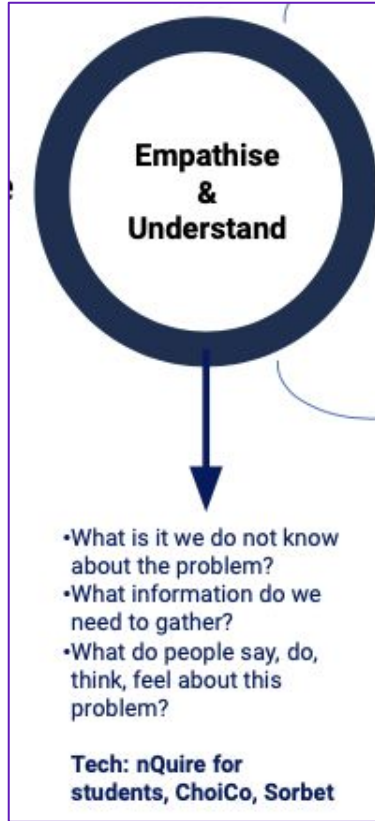 Empathise
&
Understand
•What is it we do not know
about the problem?
•What information do we
need to gather?
•What do people say, do,
think, feel about this
problem?
Tech: nQuire for
students, ChoiCo, Sorbet